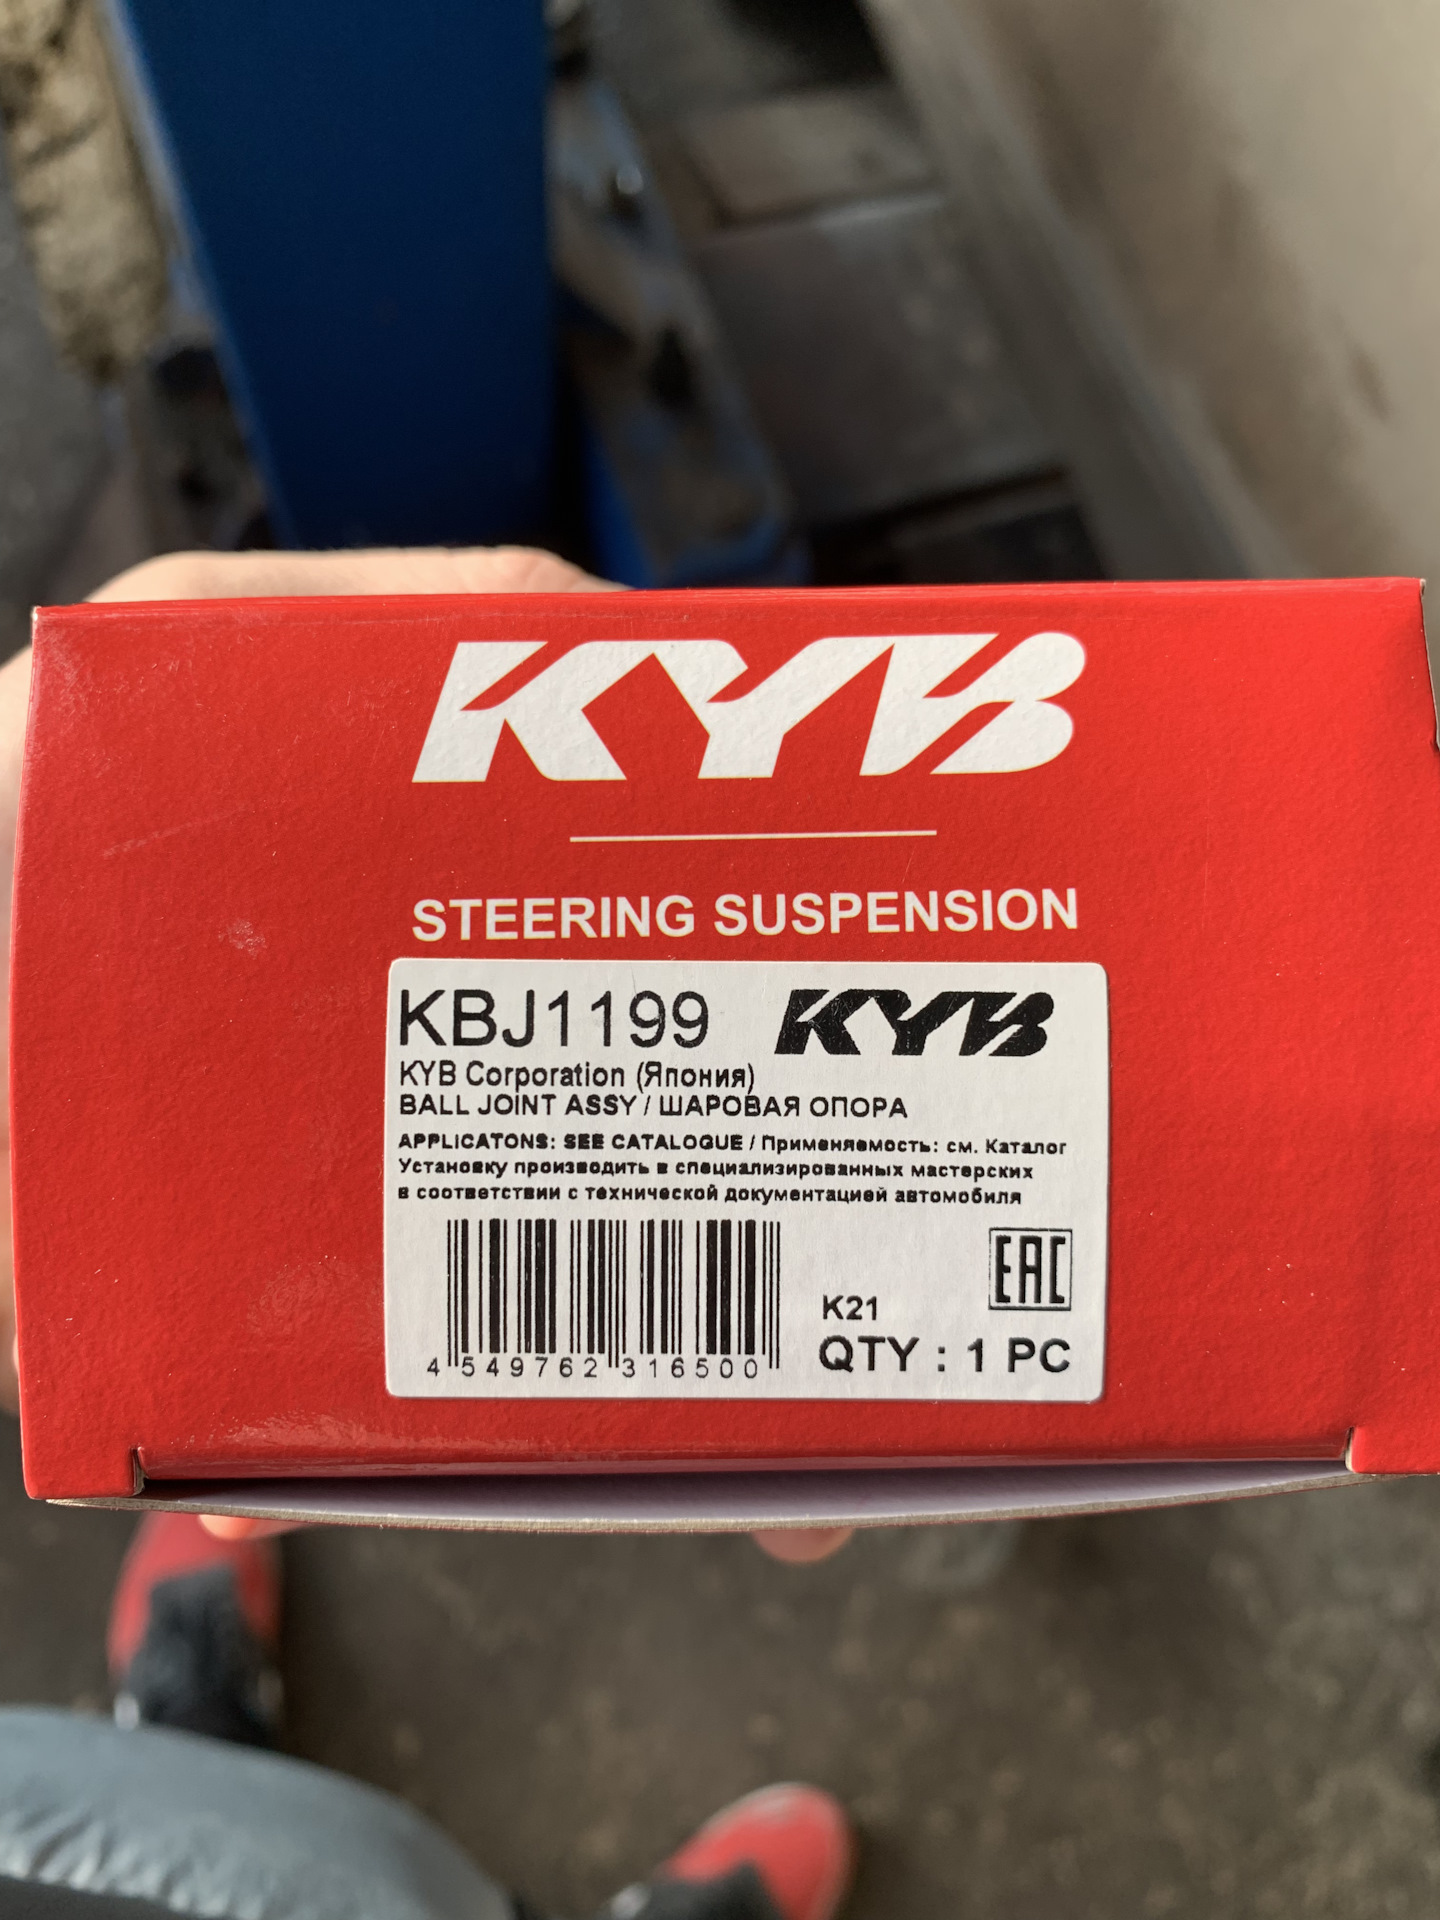 KYB
STEERING SUSPENSION
KBJ1199 KYB
KYB Corporation (Япония)
BALL JOINT ASSY / ШАРОВАЯ ОПОРА
APPLICATONS: SEE CATALOGUE / Применяемость: см. Каталог
Установку производить в специализированных мастерских
в соответствии с технической документацией автомобиля
EAC
K21
QTY : 1 PC
4 549762 316500